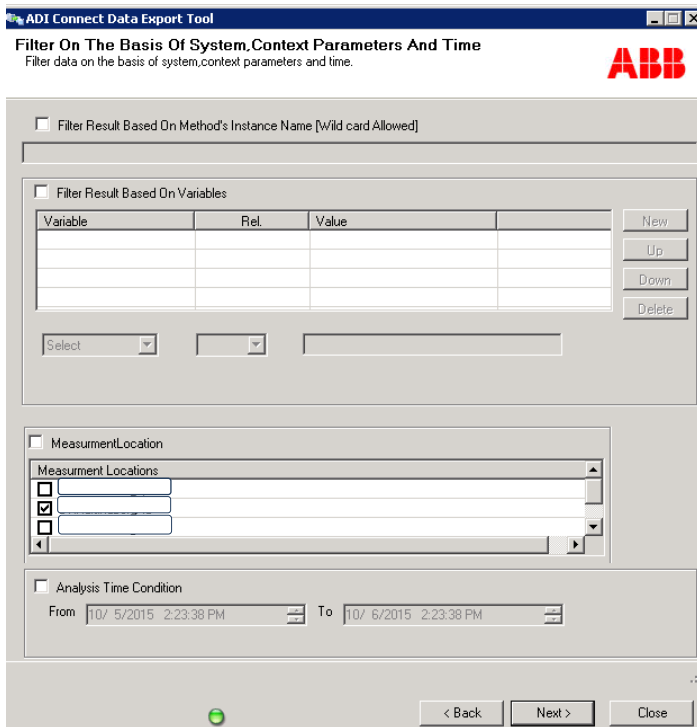 ADI Connect Data Export Tool
Filter On The Basis Of System,Context Parameters And Time
Filter data on the basis of system,context parameters and time.
ABB
Filter Result Based On Method's Instance Name [Wild card Allowed]
Filter Result Based On Variables
Variable Rel. Value
New
Up
Down
Delete
Select
MeasurmentLocation
Measurment Locations
Analysis Time Condition
From 10/ 5/2015 2:23:38 PM To 10/ 6/2015 2:23:38 PM
< Back Next > Close